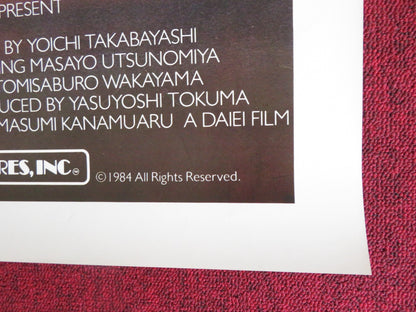 PRESENT
BY YOICHI TAKABAYASHI
ING MASAYO UTSUNOMIYA
TOMISABURO WAKAYAMA
UCED BY YASUYOSHI TOKUMA
MASUMI KANAMUARU A DAIEI FILM
RES, INC.
©1984 All Rights Reserved.